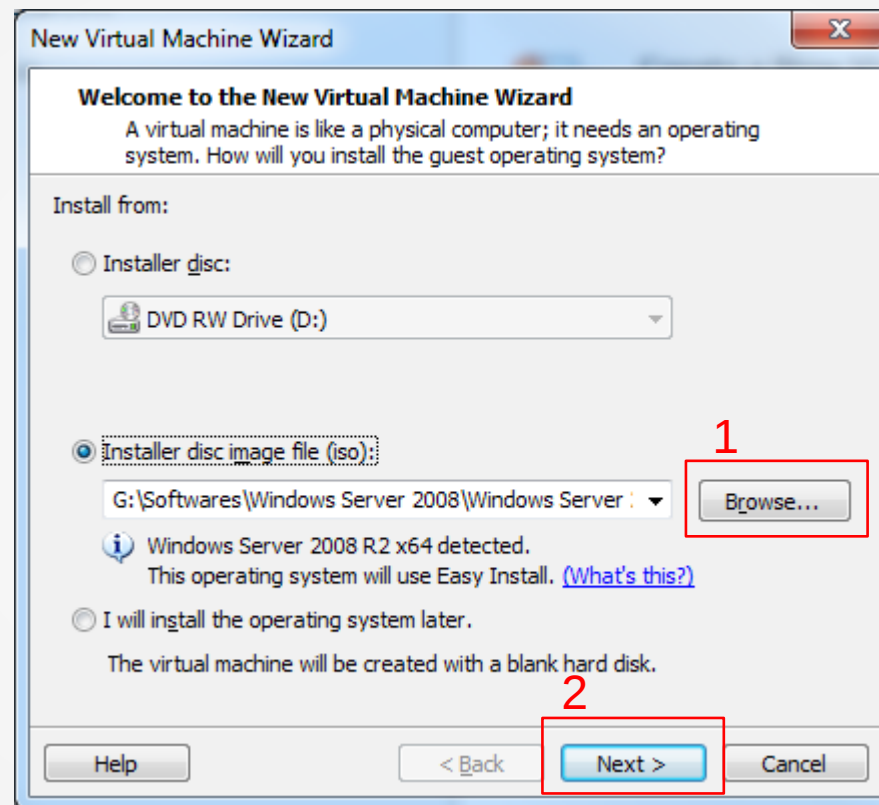 New Virtual Machine Wizard
Welcome to the New Virtual Machine Wizard
A virtual machine is like a physical computer; it needs an operating
system. How will you install the guest operating system?
Install from:
Installer disc:
DVD RW Drive (D:)
Installer disc image file (iso):
1
G:\Softwares\Windows Server 2008\Windows Server
Browse...
Windows Server 2008 R2 x64 detected.
This operating system will use Easy Install. (What's this?)
I will install the operating system later.
The virtual machine will be created with a blank hard disk.
2
Help
< Back
Next >
Cancel